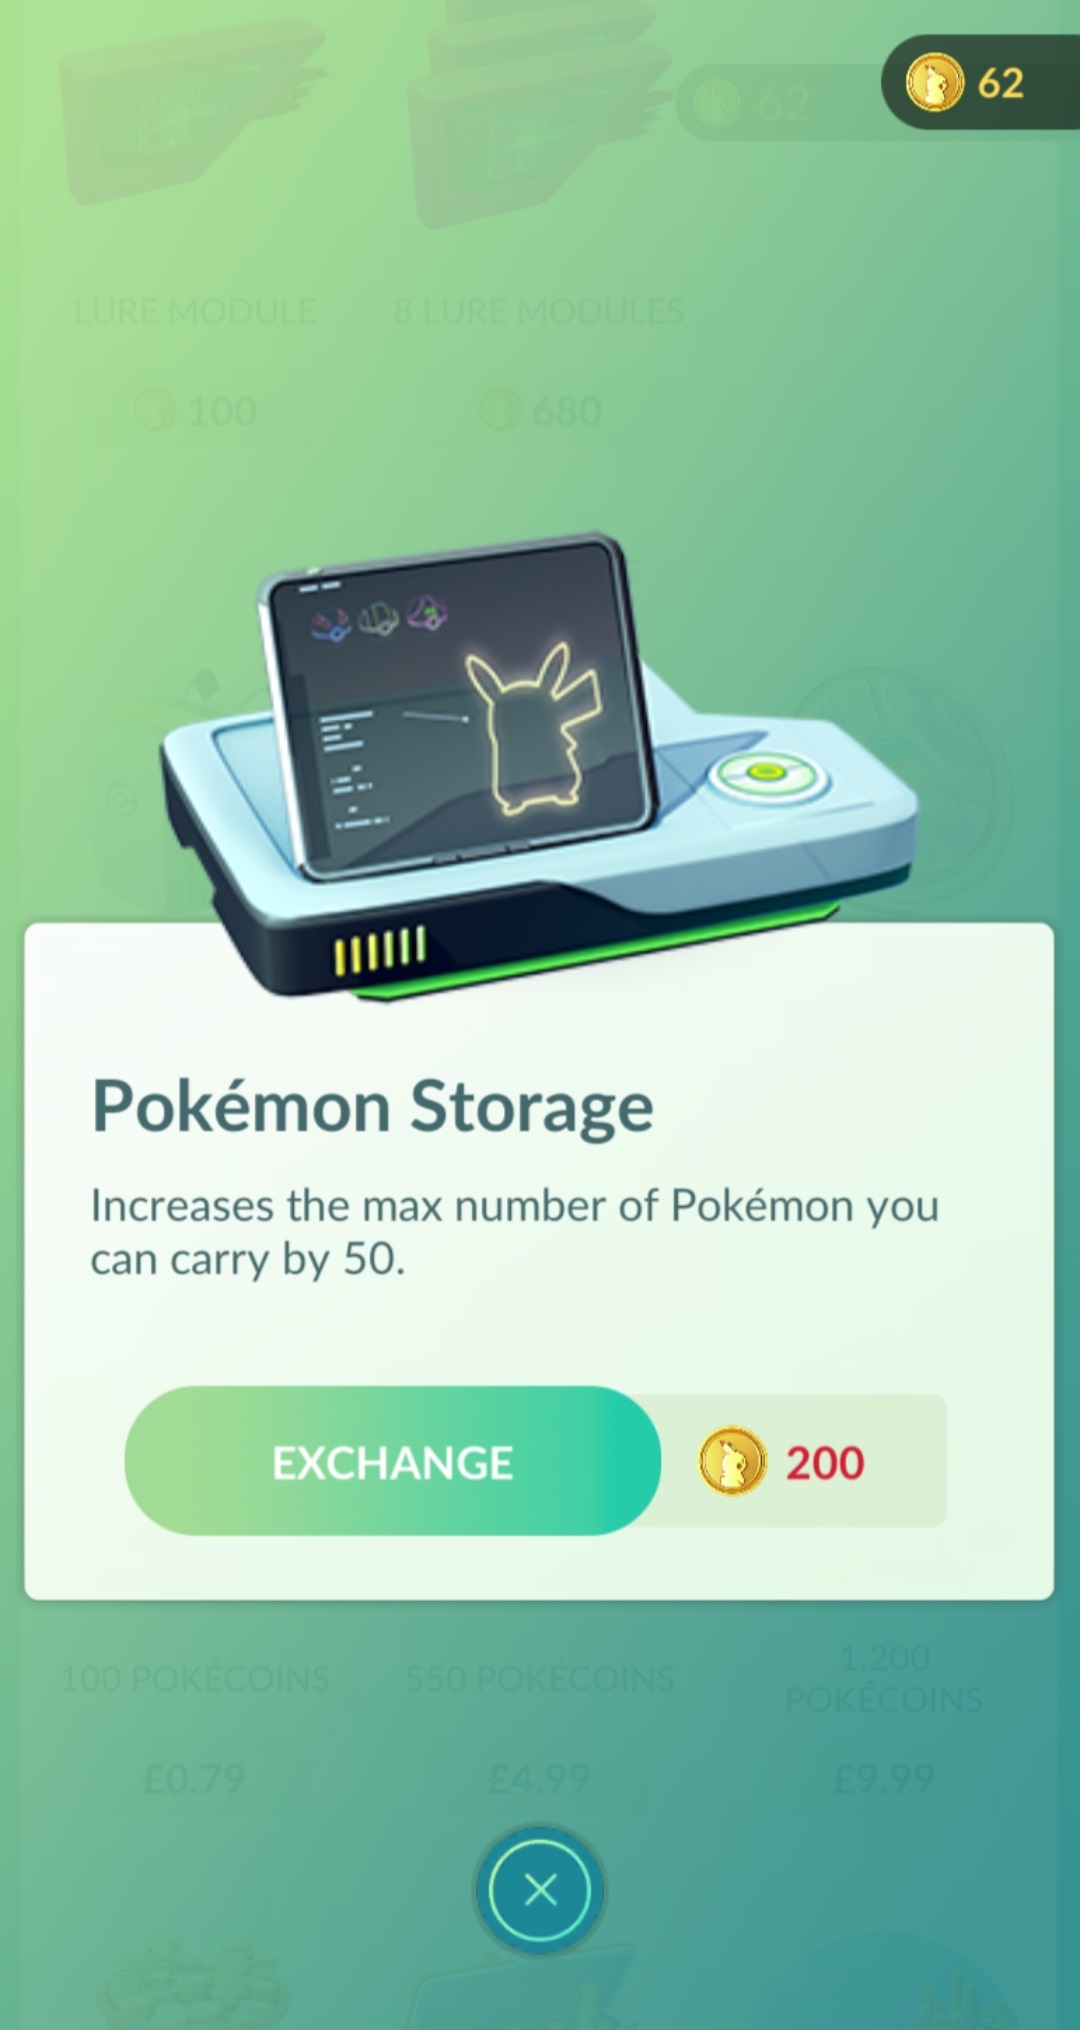 62
62
LURE MODULE
8 LURE MODULES
100
680
Pokémon Storage
Increases the max number of Pokémon you
can carry by 50.
EXCHANGE
200
100 POKÉCOINS
550 POKÉCOINS
1,200
POKÉCOINS
£0.79
£4.99
£9.99